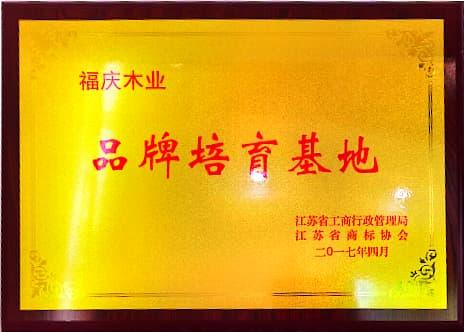 福庆木业
品牌培育基地
江苏省工商行政管理局
江苏省商标协会
二〇一七年四月